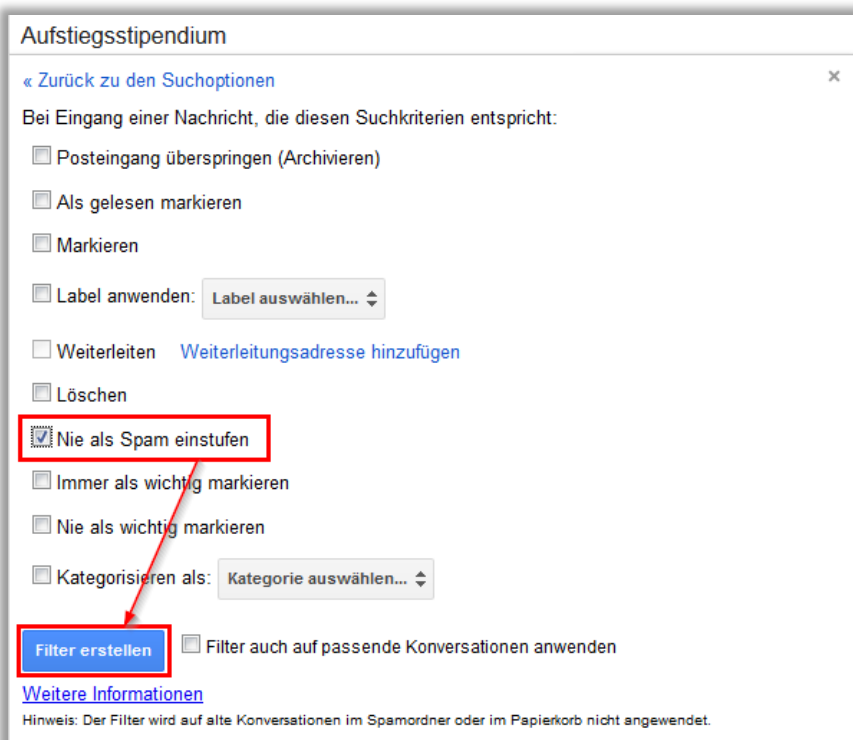 Aufstiegsstipendium
« Zurück zu den Suchoptionen
×
Bei Eingang einer Nachricht, die diesen Suchkriterien entspricht:
Posteingang überspringen (Archivieren)
Als gelesen markieren
Markieren
Label anwenden: Label auswählen...
Weiterleiten Weiterleitungsadresse hinzufügen
Löschen
Nie als Spam einstufen
Immer als wichtig markieren
Nie als wichtig markieren
Kategorisieren als: Kategorie auswählen...
Filter erstellen Filter auch auf passende Konversationen anwenden
Weitere Informationen
Hinweis: Der Filter wird auf alte Konversationen im Spamordner oder im Papierkorb nicht angewendet.